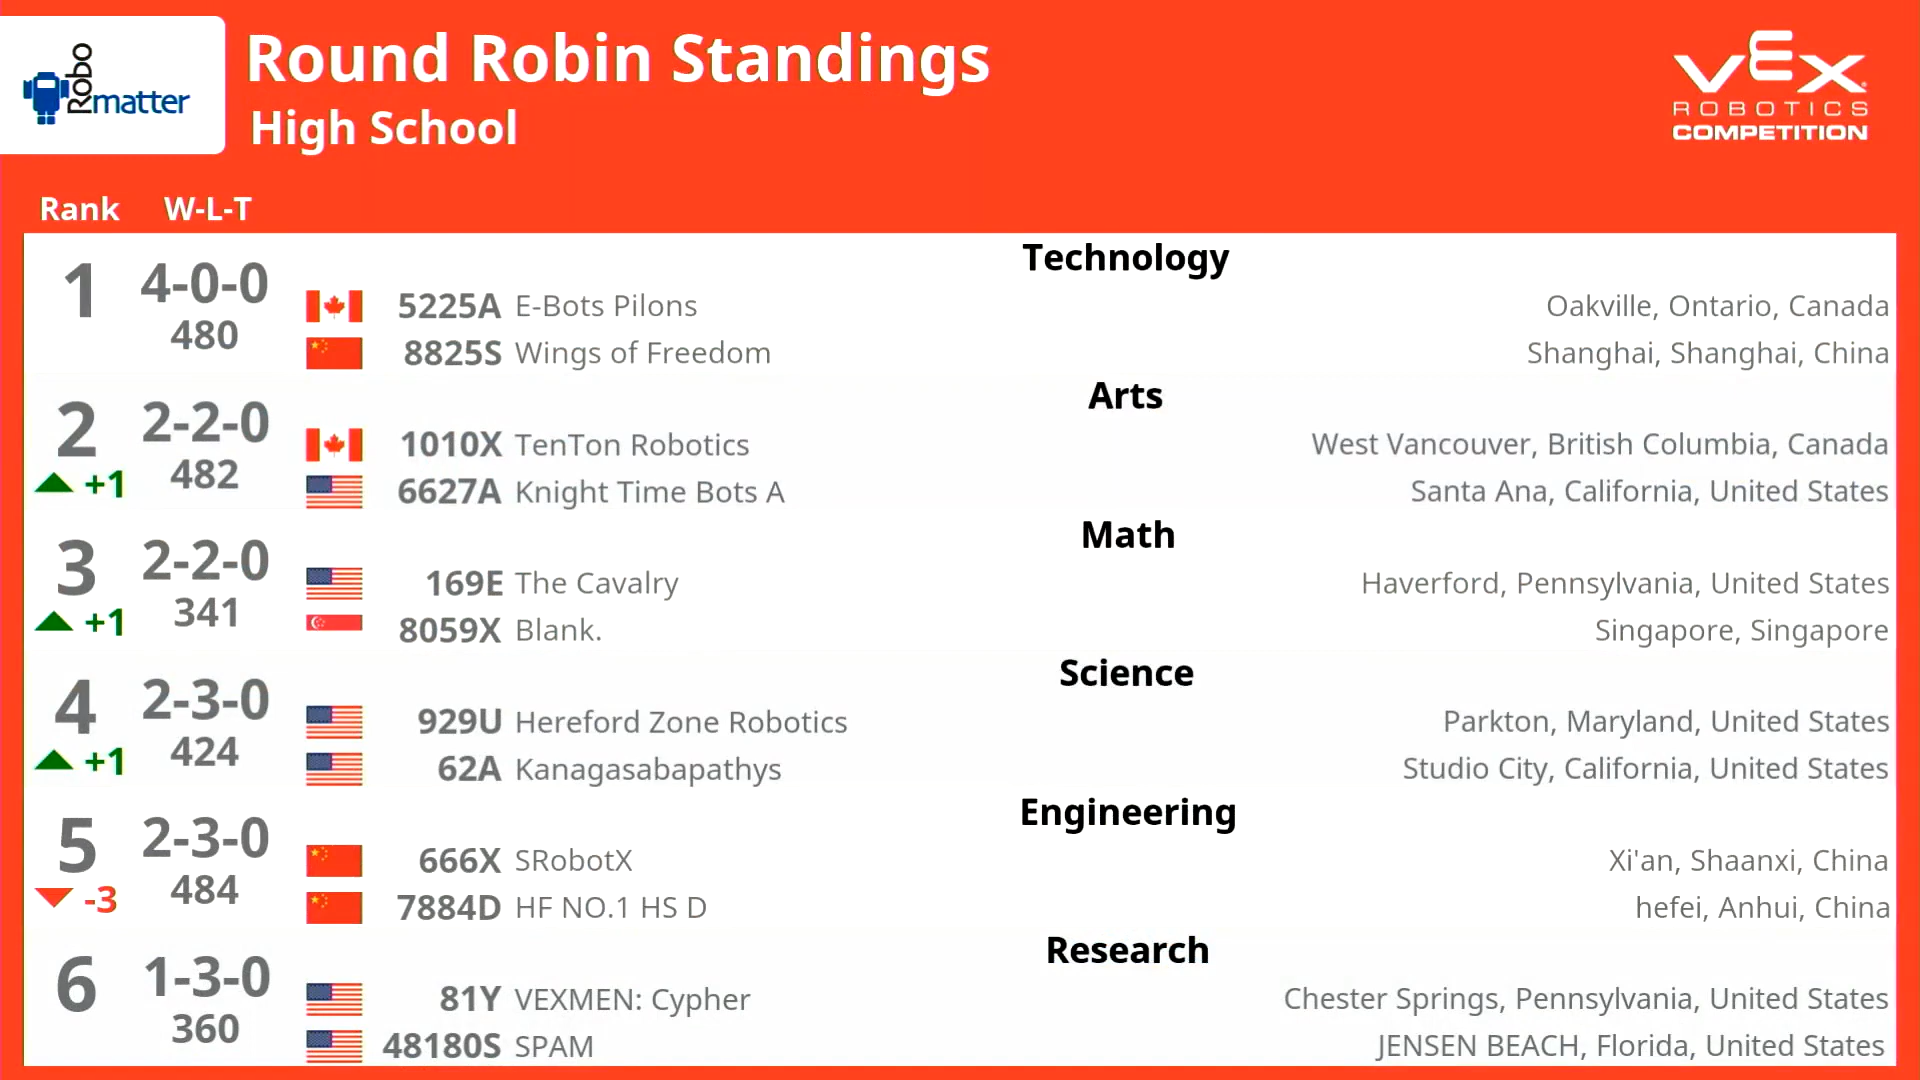 Robo
matter
Round Robin Standings
High School
VEX
ROBOTICS
COMPETITION
Rank W-L-T
Technology
1 4-0-0
480
5225A E-Bots Pilons Oakville, Ontario, Canada
8825S Wings of Freedom Shanghai, Shanghai, China
Arts
2 2-2-0
+1 482
1010X TenTon Robotics West Vancouver, British Columbia, Canada
6627A Knight Time Bots A Santa Ana, California, United States
Math
3 2-2-0
+1 341
169E The Cavalry Haverford, Pennsylvania, United States
8059X Blank. Singapore, Singapore
Science
4 2-3-0
+1 424
929U Hereford Zone Robotics Parkton, Maryland, United States
62A Kanagasabapathys Studio City, California, United States
Engineering
5 2-3-0
-3 484
666X SRobotX Xi'an, Shaanxi, China
7884D HF NO.1 HS D hefei, Anhui, China
Research
6 1-3-0
360
81Y VEXMEN: Cypher Chester Springs, Pennsylvania, United States
48180S SPAM JENSEN BEACH, Florida, United States